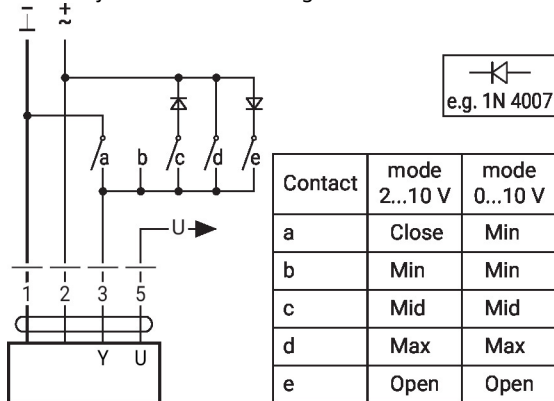 − +
⊥ ~
e.g. 1N 4007
a b c d e
U
1 2 3 5
Y U
Contact mode 2...10 V mode 0...10 V
a Close Min
b Min Min
c Mid Mid
d Max Max
e Open Open